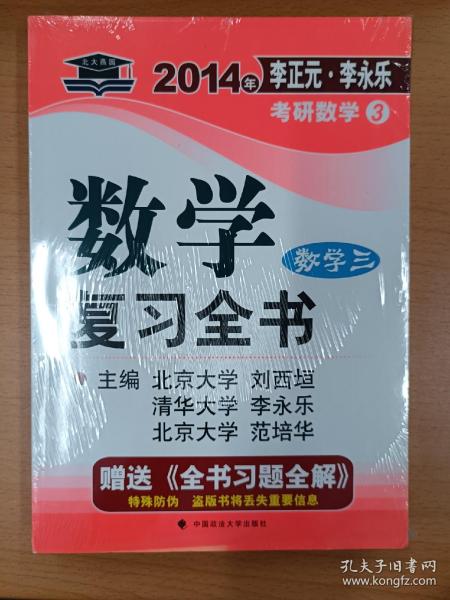 北大燕园
2014年 李正元·李永乐
考研数学 3
数学
数学三
复习全书
主编 北京大学 刘西垣
清华大学 李永乐
北京大学 范培华
赠送《全书习题全解》
特殊防伪 盗版书将丢失重要信息
中国政法大学出版社
孔夫子旧书网
www.kongfz.com